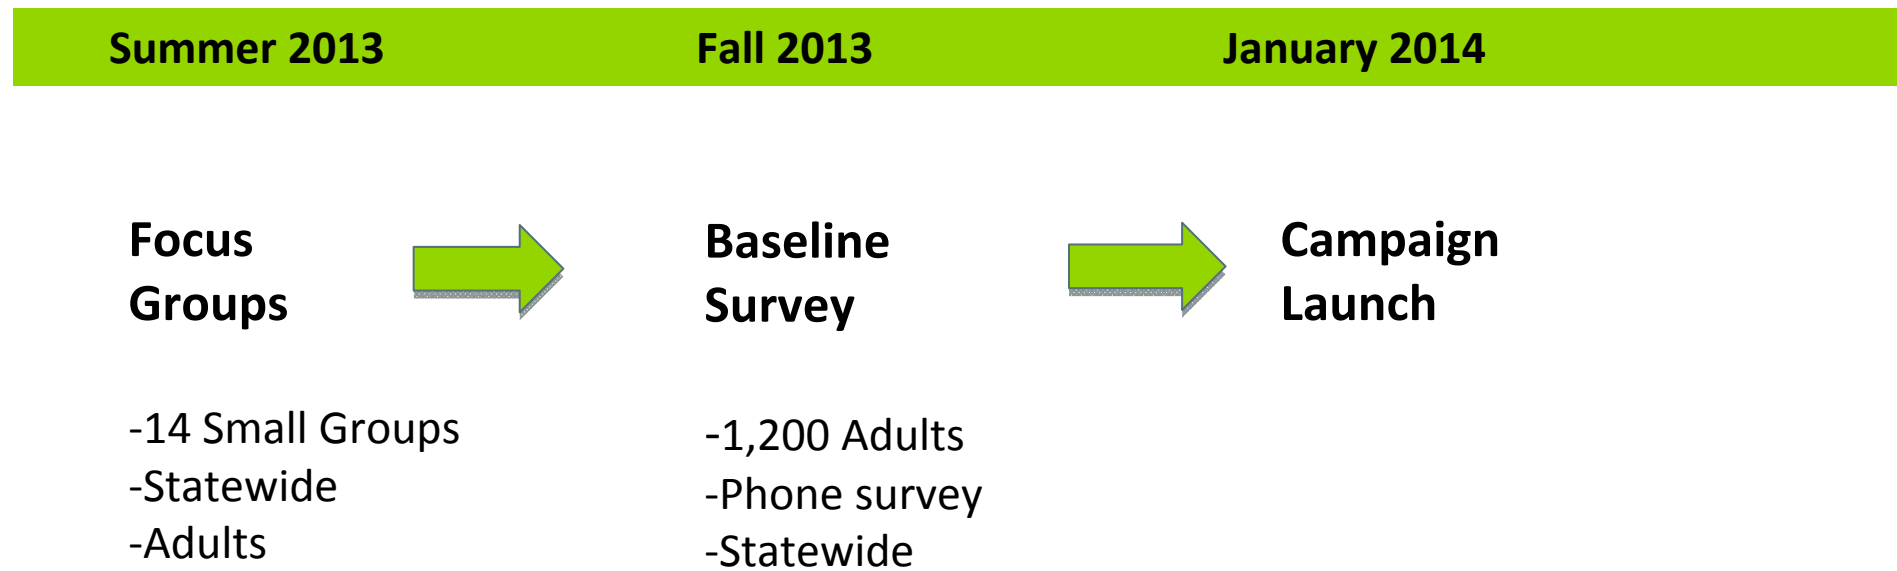 Summer 2013
Fall 2013
January 2014
Focus
Groups
Baseline
Survey
Campaign
Launch
-14 Small Groups
-Statewide
-Adults
-1,200 Adults
-Phone survey
-Statewide